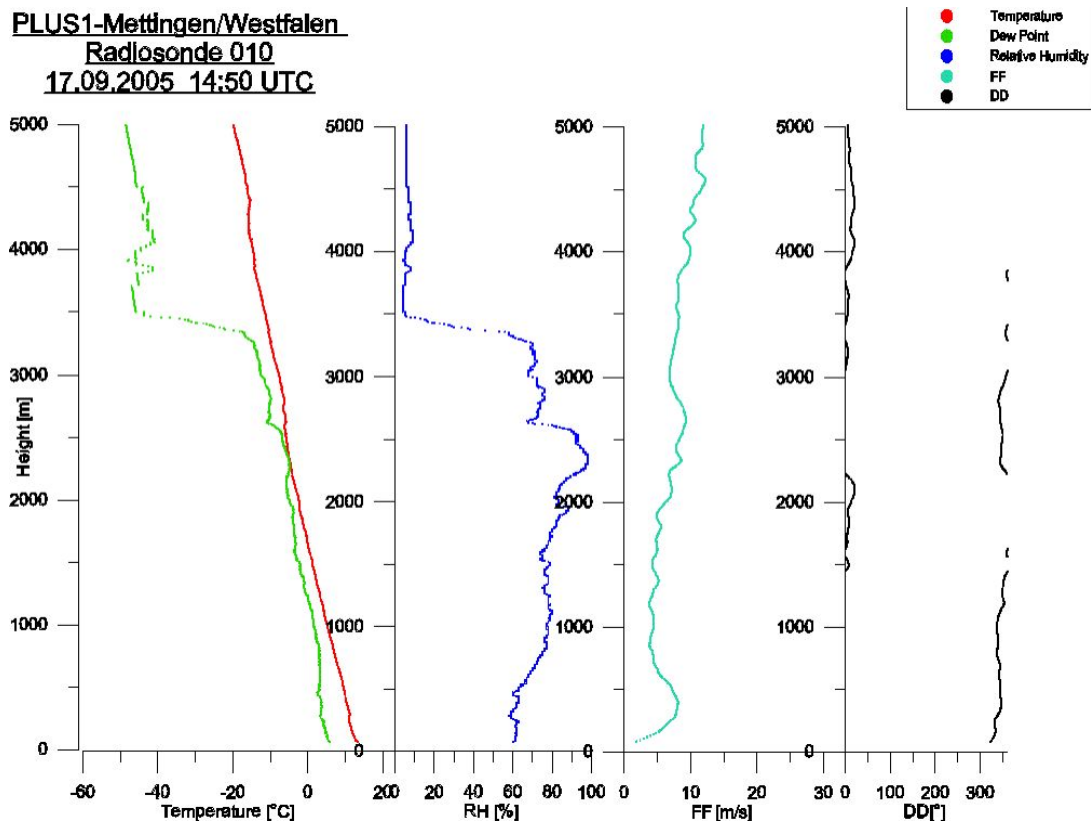 PLUS1-Mettingen/Westfalen
Radiosonde 010
17.09.2005 14:50 UTC
Temperature
Dew Point
Relative Humidity
FF
DD
5000 5000 5000 5000
4000 4000 4000 4000
3000 3000 3000 3000
Height [m]
2000 2000 2000 2000
1000 1000 1000 1000
0 0 0 0
-60 -40 -20 0 20 0 20 40 60 80 100 0 10 20 30 0 100 300
Temperature [°C] RH [%] FF [m/s] DD[°]